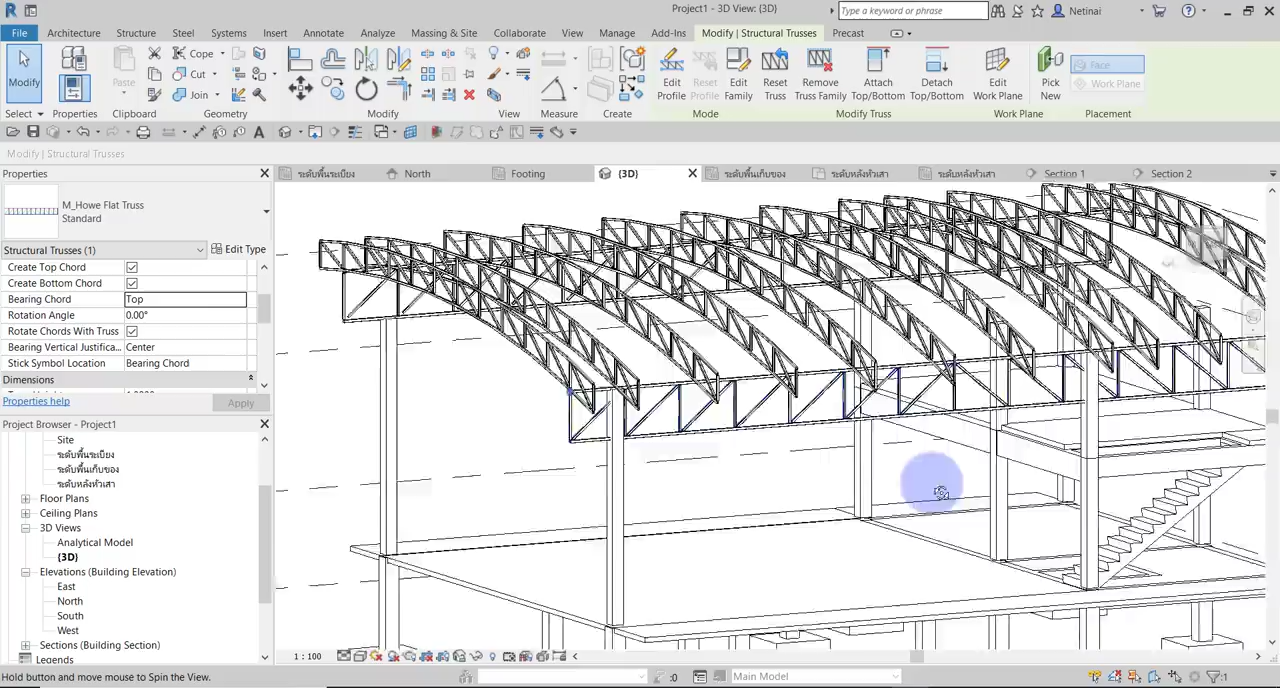 Project1 - 3D View: {3D}
Type a keyword or phrase
Netinai
File Architecture Structure Steel Systems Insert Annotate Analyze Massing & Site Collaborate View Manage Add-Ins Modify | Structural Trusses Precast
Modify
Paste
Cope
Cut
Join
Edit Profile
Reset Profile
Edit Family
Reset Truss
Remove Truss Family
Attach Top/Bottom
Detach Top/Bottom
Edit Work Plane
Pick New
Face
Work Plane
Select Properties Clipboard Geometry Modify View Measure Create Mode Modify Truss Work Plane Placement
Modify | Structural Trusses
Properties
ระดับพื้นระเบียง North Footing {3D} ระดับพื้นเก็บของ ระดับหลังหัวเสา ระดับหลังหัวเสา Section 1 Section 2
M_Howe Flat Truss
Standard
Structural Trusses (1) Edit Type
Create Top Chord
Create Bottom Chord
Bearing Chord Top
Rotation Angle 0.00°
Rotate Chords With Truss
Bearing Vertical Justifica... Center
Stick Symbol Location Bearing Chord
Dimensions
Properties help Apply
Project Browser - Project1
Site
ระดับพื้นระเบียง
ระดับพื้นเก็บของ
ระดับหลังหัวเสา
Floor Plans
Ceiling Plans
3D Views
Analytical Model
{3D}
Elevations (Building Elevation)
East
North
South
West
Sections (Building Section)
Legends
1 : 100
Hold button and move mouse to Spin the View.
:0
Main Model
:1